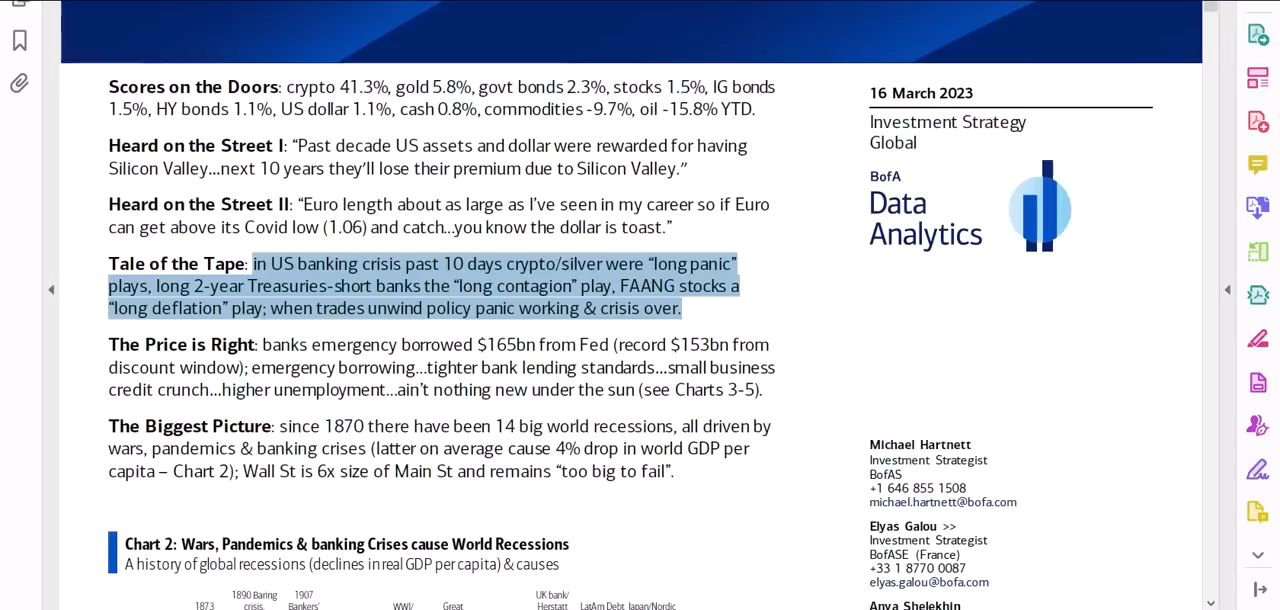 Scores on the Doors: crypto 41.3%, gold 5.8%, govt bonds 2.3%, stocks 1.5%, IG bonds
1.5%, HY bonds 1.1%, US dollar 1.1%, cash 0.8%, commodities -9.7%, oil -15.8% YTD.
Heard on the Street I: “Past decade US assets and dollar were rewarded for having
Silicon Valley...next 10 years they’ll lose their premium due to Silicon Valley.”
Heard on the Street II: “Euro length about as large as I’ve seen in my career so if Euro
can get above its Covid low (1.06) and catch...you know the dollar is toast.”
Tale of the Tape: in US banking crisis past 10 days crypto/silver were “long panic”
plays, long 2-year Treasuries-short banks the “long contagion” play, FAANG stocks a
“long deflation” play; when trades unwind policy panic working & crisis over.
The Price is Right: banks emergency borrowed $165bn from Fed (record $153bn from
discount window); emergency borrowing...tighter bank lending standards...small business
credit crunch...higher unemployment...ain’t nothing new under the sun (see Charts 3-5).
The Biggest Picture: since 1870 there have been 14 big world recessions, all driven by
wars, pandemics & banking crises (latter on average cause 4% drop in world GDP per
capita – Chart 2); Wall St is 6x size of Main St and remains “too big to fail”.
Chart 2: Wars, Pandemics & banking Crises cause World Recessions
A history of global recessions (declines in real GDP per capita) & causes
1873
1890 Baring
crisis,
1907
Bankers'
WWI/
Great
UK bank/
Herstatt
LatAm Debt
Japan/Nordic
16 March 2023
Investment Strategy
Global
BofA
Data
Analytics
Michael Hartnett
Investment Strategist
BofAS
+1 646 855 1508
michael.hartnett@bofa.com
Elyas Galou >>
Investment Strategist
BofASE (France)
+33 1 8770 0087
elyas.galou@bofa.com
Anya Shelekhin